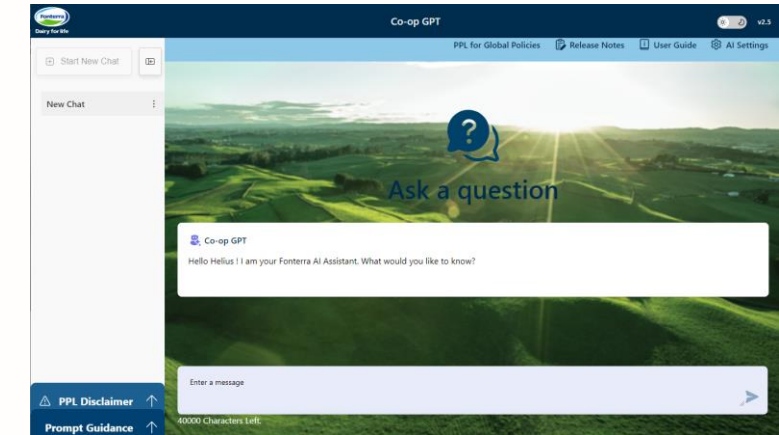 Fonterra
Dairy for life
Co-op GPT
v2.5
PPL for Global Policies
Release Notes
User Guide
AI Settings
Start New Chat
New Chat
Ask a question
Co-op GPT
Hello Helius ! I am your Fonterra AI Assistant. What would you like to know?
Enter a message
40000 Characters Left.
PPL Disclaimer
Prompt Guidance